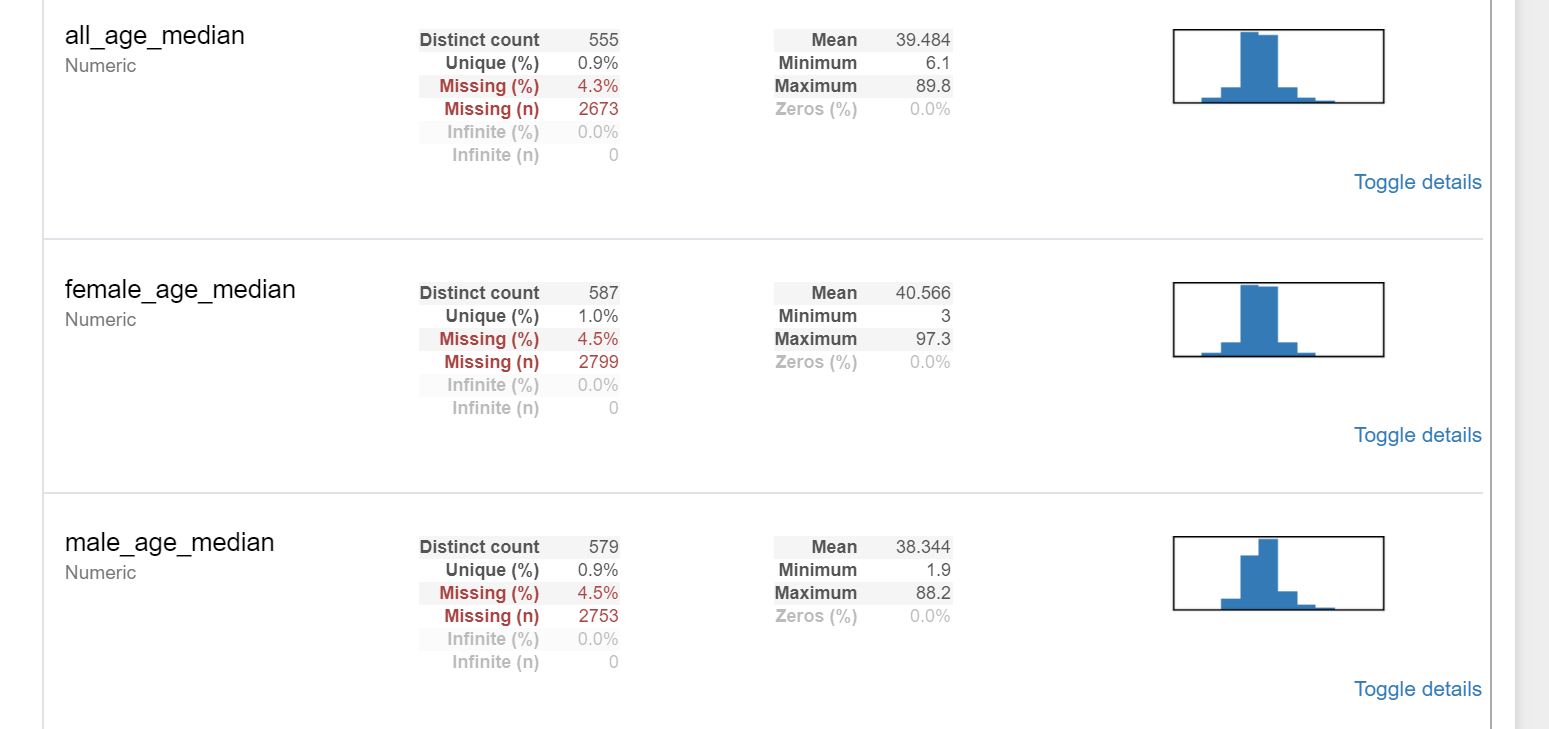 all_age_median
Numeric
Distinct count 555
Unique (%) 0.9%
Missing (%) 4.3%
Missing (n) 2673
Infinite (%) 0.0%
Infinite (n) 0
Mean 39.484
Minimum 6.1
Maximum 89.8
Zeros (%) 0.0%
Toggle details
female_age_median
Numeric
Distinct count 587
Unique (%) 1.0%
Missing (%) 4.5%
Missing (n) 2799
Infinite (%) 0.0%
Infinite (n) 0
Mean 40.566
Minimum 3
Maximum 97.3
Zeros (%) 0.0%
Toggle details
male_age_median
Numeric
Distinct count 579
Unique (%) 0.9%
Missing (%) 4.5%
Missing (n) 2753
Infinite (%) 0.0%
Infinite (n) 0
Mean 38.344
Minimum 1.9
Maximum 88.2
Zeros (%) 0.0%
Toggle details